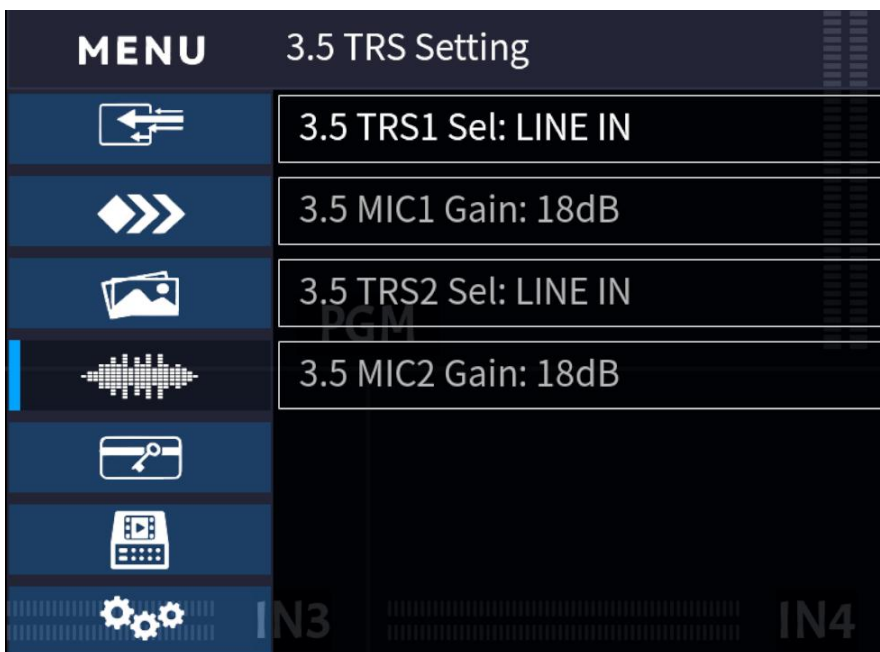 MENU
3.5 TRS Setting
3.5 TRS1 Sel: LINE IN
3.5 MIC1 Gain: 18dB
3.5 TRS2 Sel: LINE IN
PGM
3.5 MIC2 Gain: 18dB
IN3
IN4